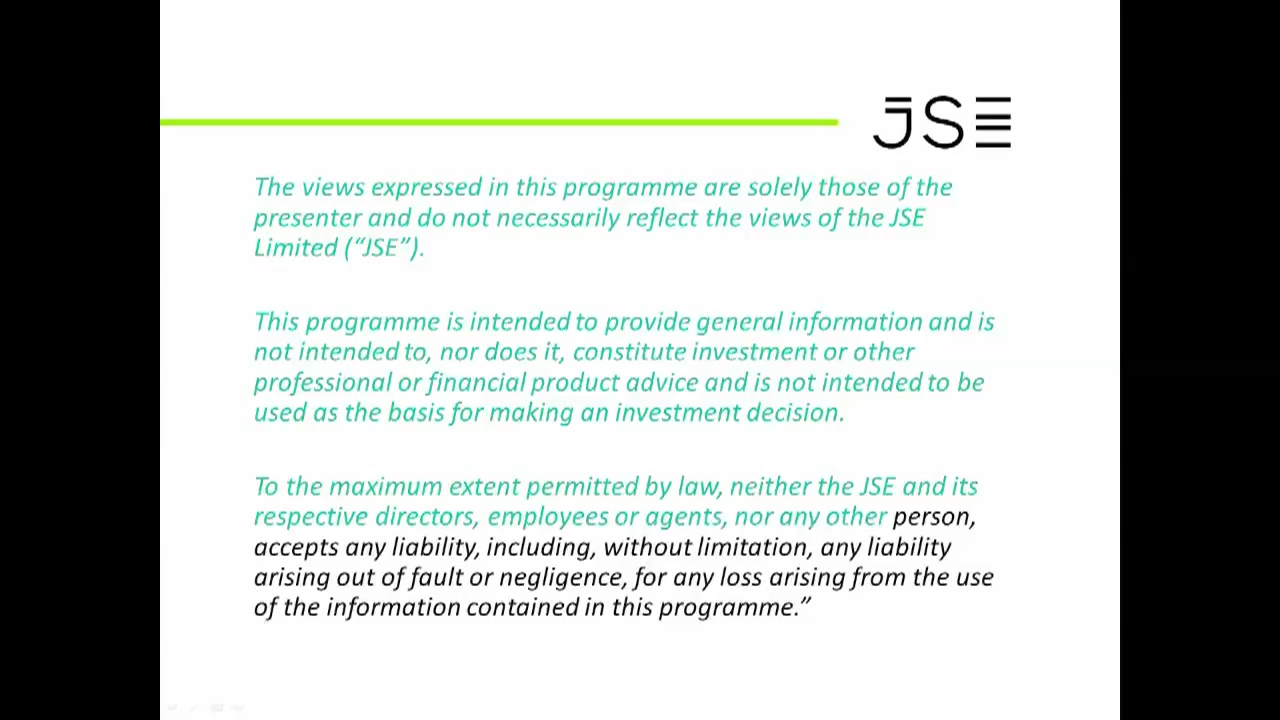 JSE
The views expressed in this programme are solely those of the
presenter and do not necessarily reflect the views of the JSE
Limited (“JSE”).
This programme is intended to provide general information and is
not intended to, nor does it, constitute investment or other
professional or financial product advice and is not intended to be
used as the basis for making an investment decision.
To the maximum extent permitted by law, neither the JSE and its
respective directors, employees or agents, nor any other person,
accepts any liability, including, without limitation, any liability
arising out of fault or negligence, for any loss arising from the use
of the information contained in this programme.”